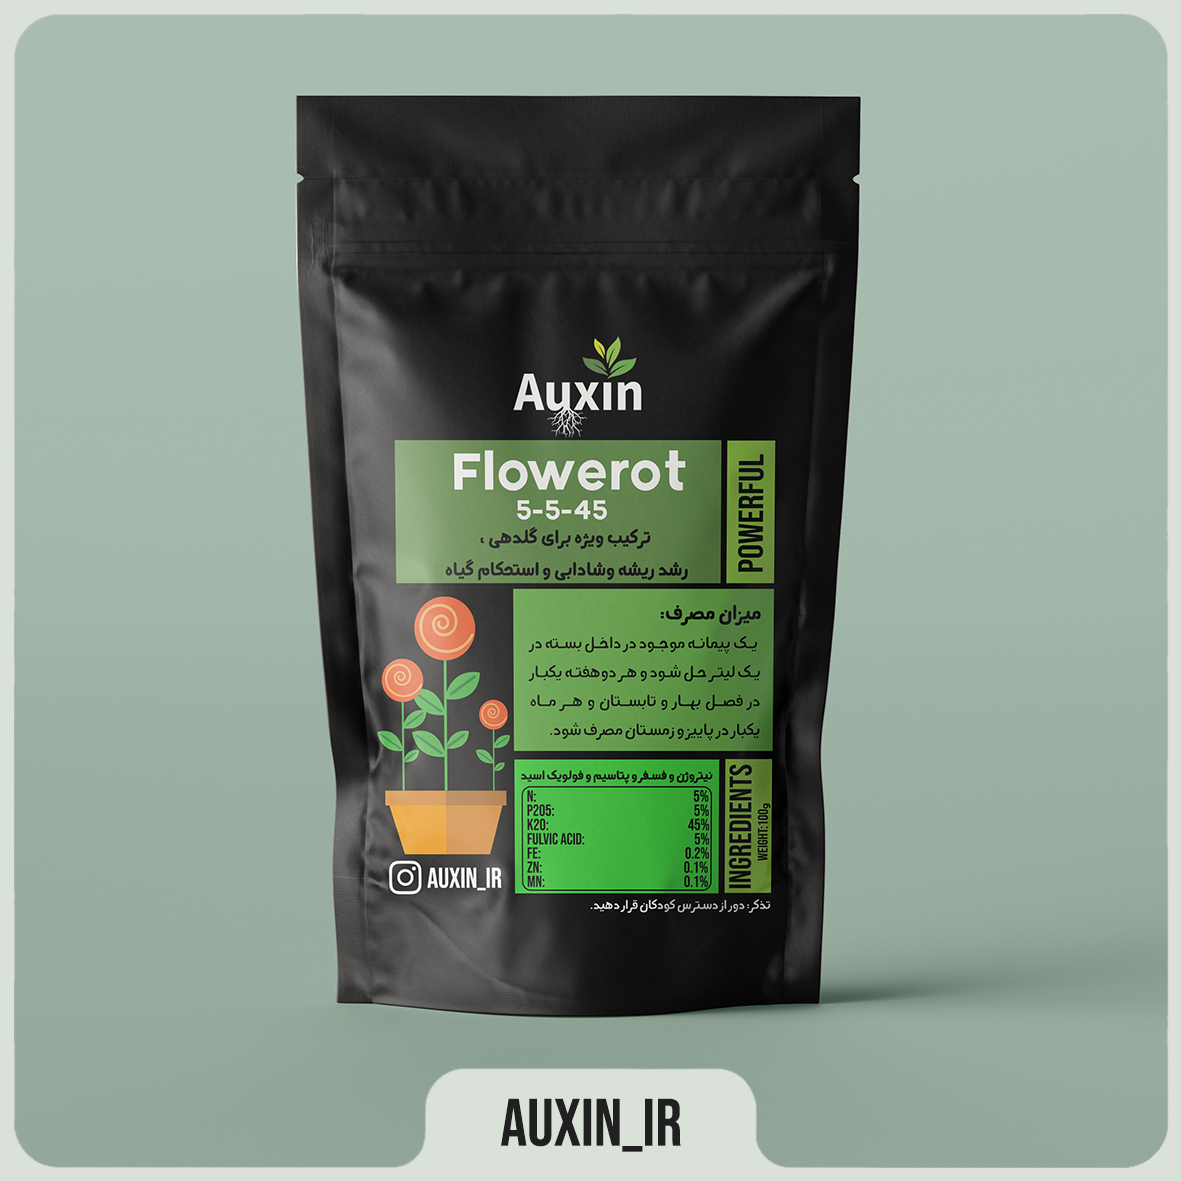 Auxin
Flowerot
5-5-45
ترکیب ویژه برای گلدهی ،
رشد ریشه وشادابی و استحکام گیاه
POWERFUL
میزان مصرف:
یک پیمانه موجود در داخل بسته در
یک لیتر حل شود و هر دوهفته یکبار
در فصل بهار و تابستان و هر ماه
یکبار در پاییز و زمستان مصرف شود.
نیتروژن و فسفر و پتاسیم و فولویک اسید
N: 5%
P2O5: 5%
K2O: 45%
FULVIC ACID: 5%
FE: 0.2%
ZN: 0.1%
MN: 0.1%
INGREDIENTS
WEIGHT:100g
AUXIN_IR
تذکر: دور از دسترس کودکان قرار دهید.
AUXIN_IR